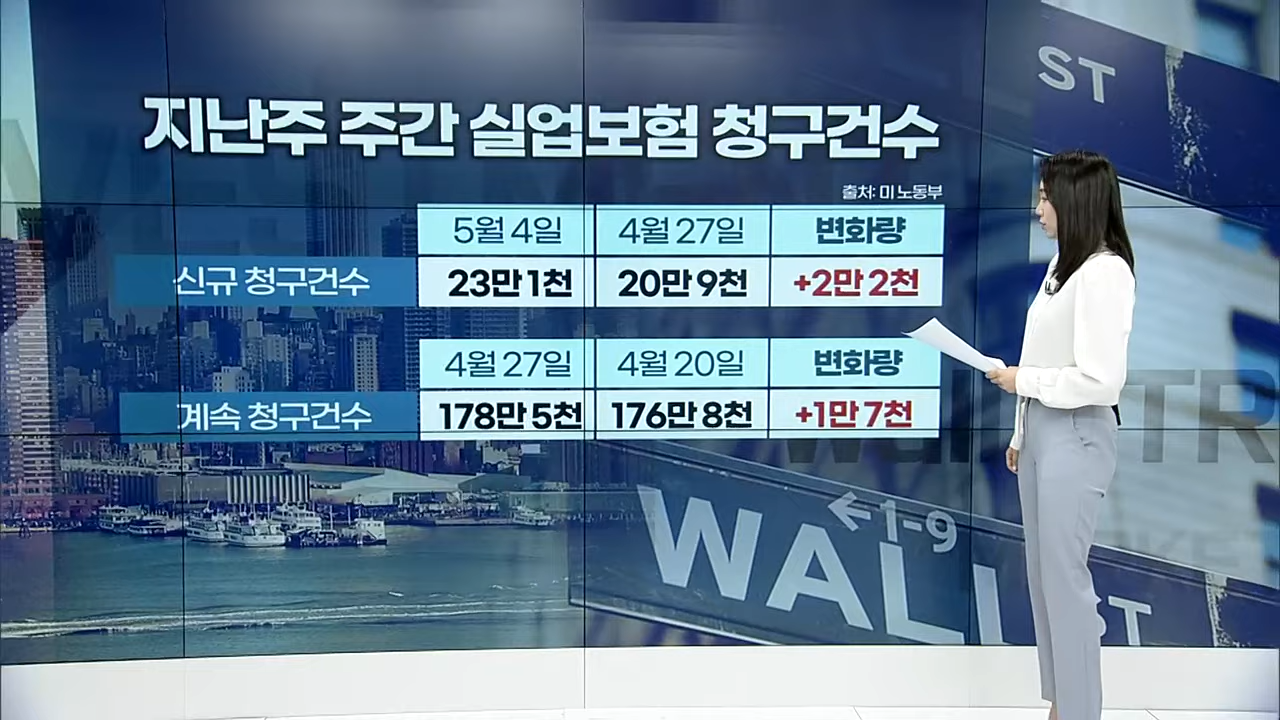 지난주 주간 실업보험 청구건수
출처: 미 노동부
5월 4일 4월 27일 변화량
신규 청구건수 23만 1천 20만 9천 +2만 2천
4월 27일 4월 20일 변화량
계속 청구건수 178만 5천 176만 8천 +1만 7천
ST
←1-9
WALL ST